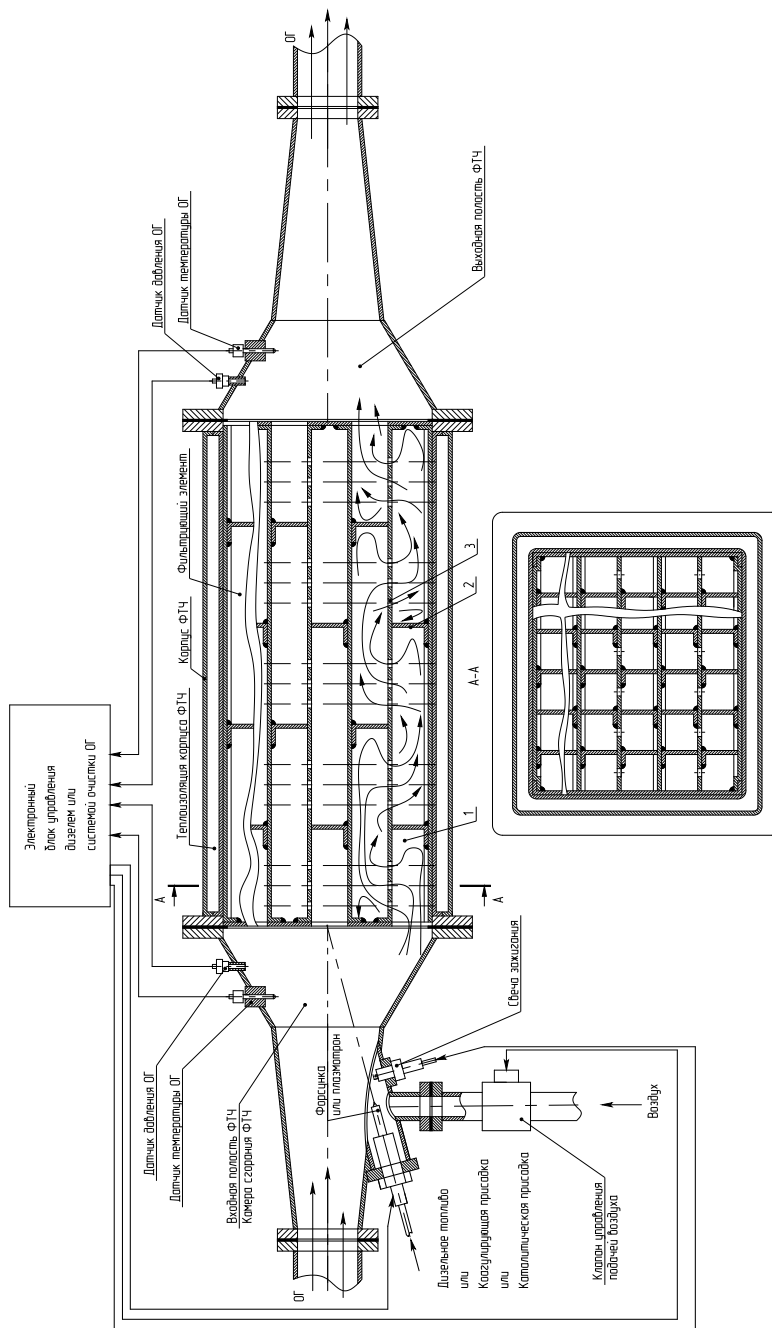 ОГ
Датчик давления ОГ
Датчик температуры ОГ
Выходная полость ФТЧ
Фильтрующий элемент
Корпус ФТЧ
Теплоизоляция корпуса ФТЧ
Электронный
блок управления
дизелем или
системой очистки ОГ
3
2
А-А
1
А
А
Датчик давления ОГ
Датчик температуры ОГ
Входная полость ФТЧ
Камера сгорания ФТЧ
Форсунка
или плазмотрон
Свеча зажигания
Воздух
ОГ
Дизельное топливо
или
Коагулирующая присадка
или
Каталитическая присадка
Клапан управления
подачей воздуха